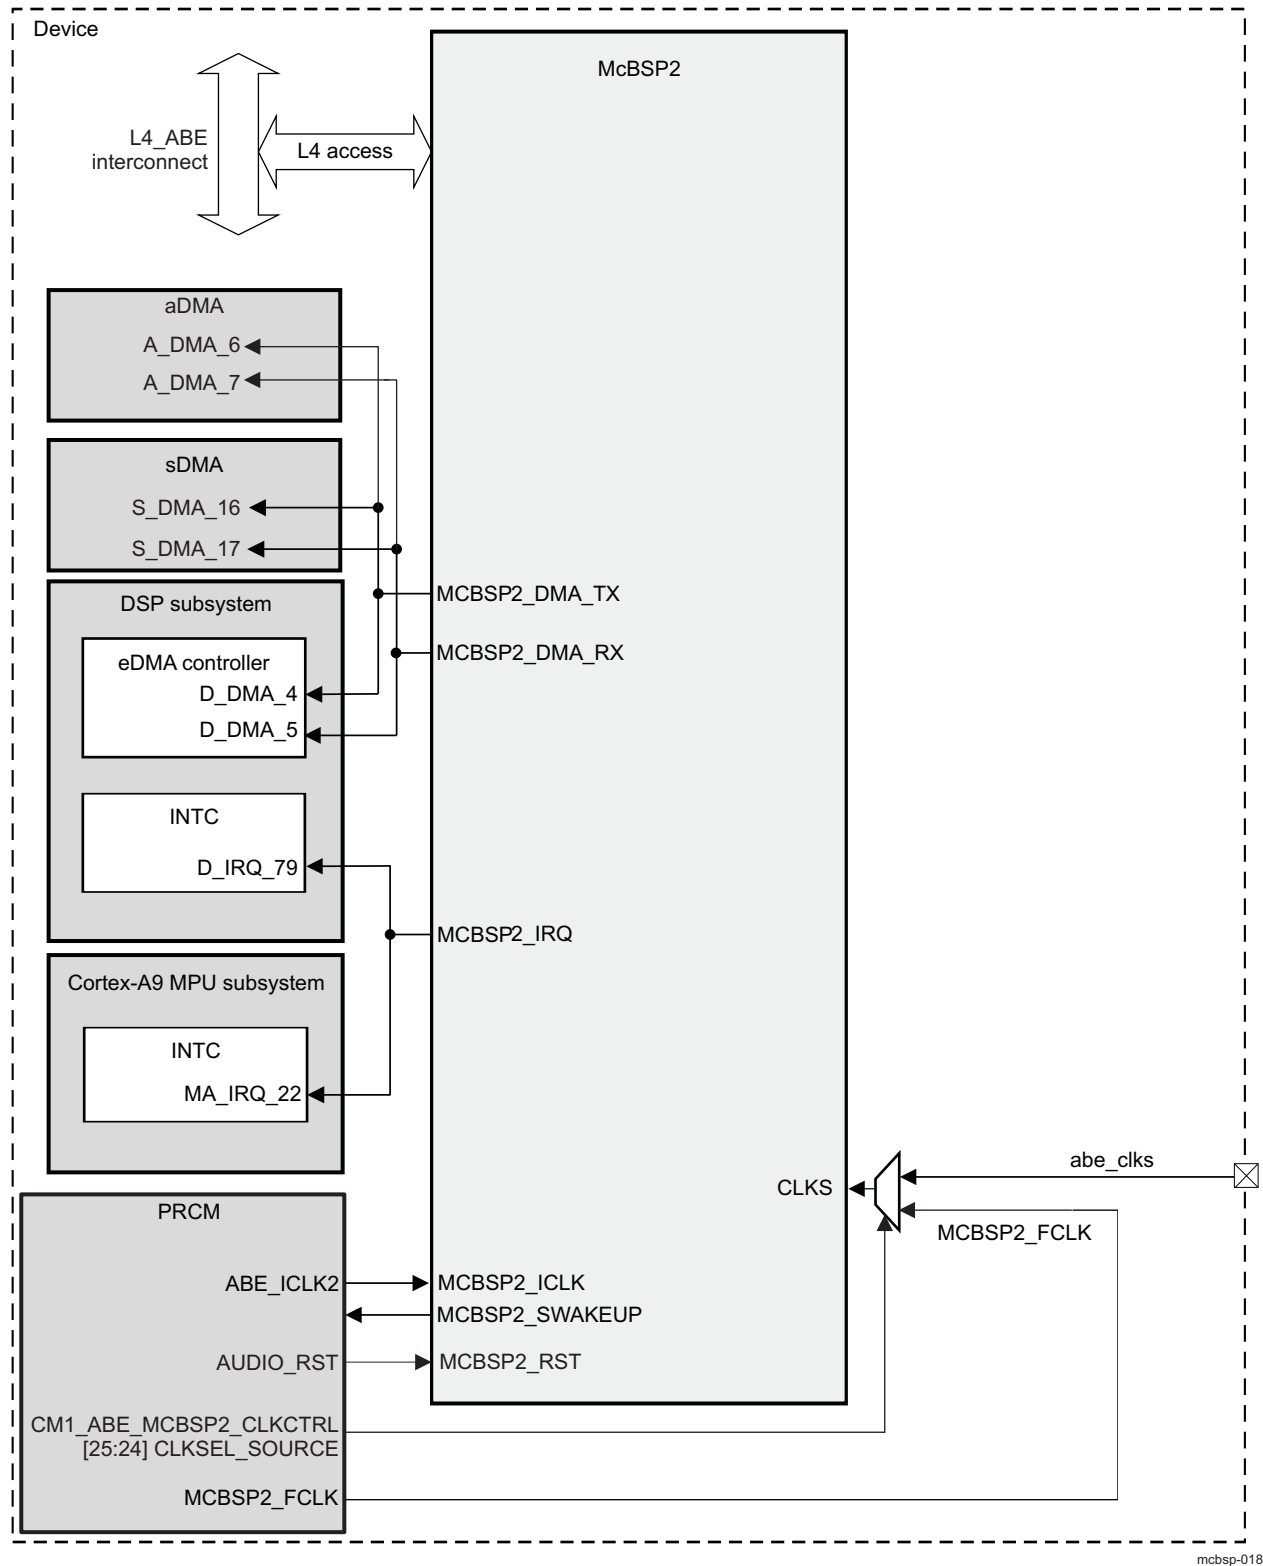 Device
McBSP2
L4_ABE
interconnect
L4 access
aDMA
A_DMA_6
A_DMA_7
sDMA
S_DMA_16
S_DMA_17
DSP subsystem
MCBSP2_DMA_TX
eDMA controller
MCBSP2_DMA_RX
D_DMA_4
D_DMA_5
INTC
D_IRQ_79
MCBSP2_IRQ
Cortex-A9 MPU subsystem
INTC
MA_IRQ_22
abe_clks
CLKS
MCBSP2_FCLK
PRCM
ABE_ICLK2
MCBSP2_ICLK
MCBSP2_SWAKEUP
AUDIO_RST
MCBSP2_RST
CM1_ABE_MCBSP2_CLKCTRL
[25:24] CLKSEL_SOURCE
MCBSP2_FCLK
mcbsp-018